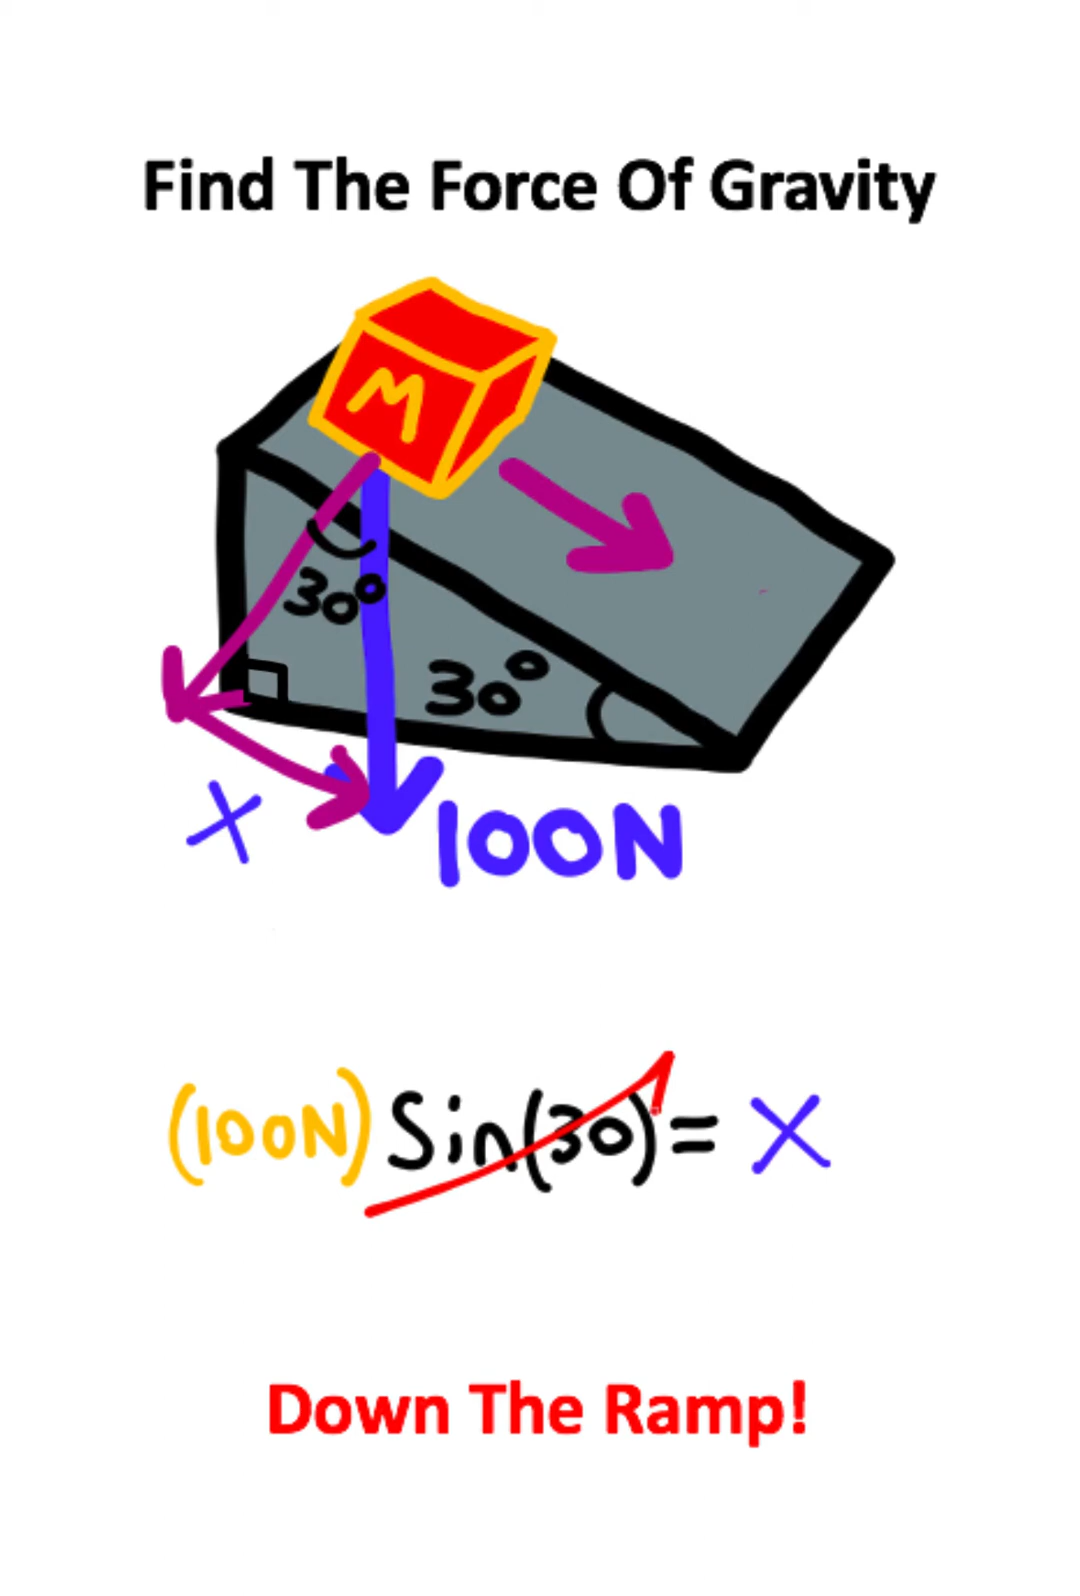 Find The Force Of Gravity
M
30°
30°
X
100N
(100N) Sin(30) = X
Down The Ramp!